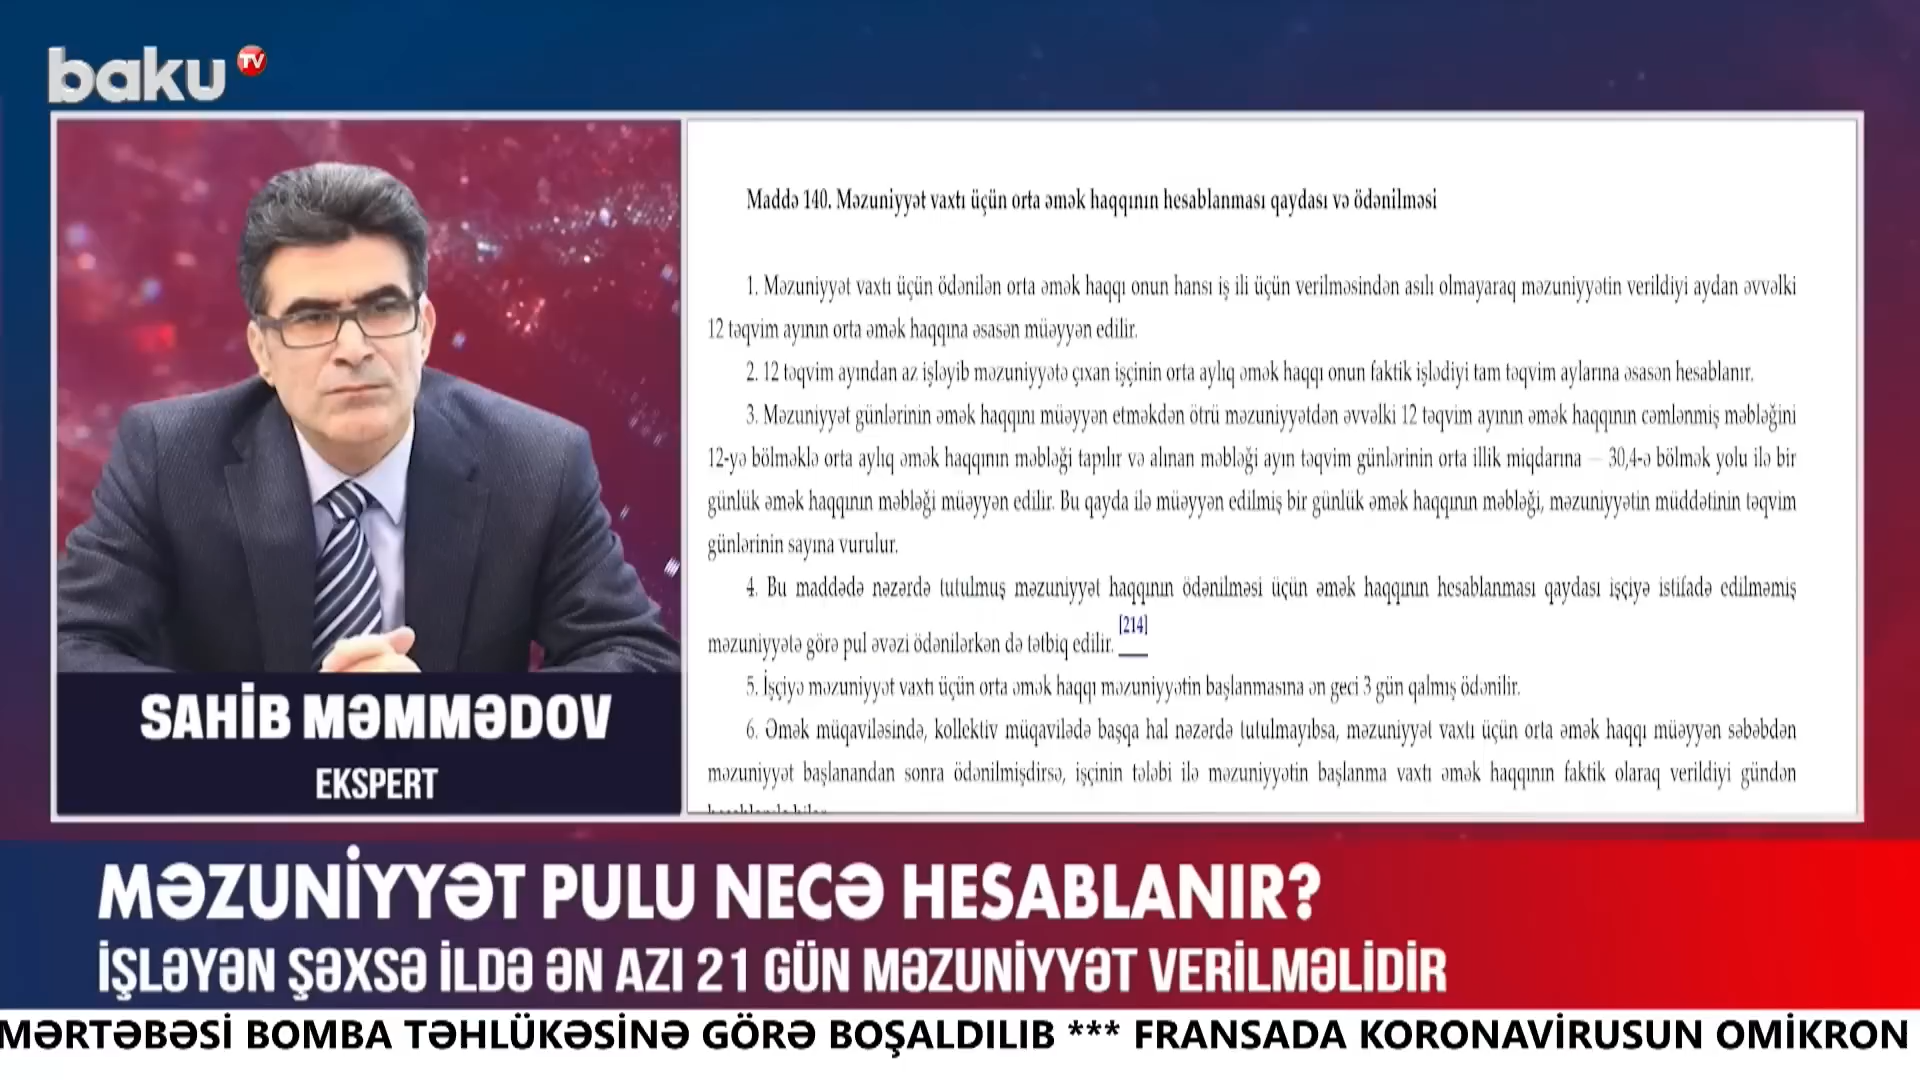 baku TV
SAHİB MƏMMƏDOV
EKSPERT
Maddə 140. Məzuniyyət vaxtı üçün orta əmək haqqının hesablanması qaydası və ödənilməsi
1. Məzuniyyət vaxtı üçün ödənilən orta əmək haqqı onun hansı iş ili üçün verilməsindən asılı olmayaraq məzuniyyətin verildiyi aydan əvvəlki
12 təqvim ayının orta əmək haqqına əsasən müəyyən edilir.
2. 12 təqvim ayından az işləyib məzuniyyətə çıxan işçinin orta aylıq əmək haqqı onun faktik işlədiyi tam təqvim aylarına əsasən hesablanır.
3. Məzuniyyət günlərinin əmək haqqını müəyyən etməkdən ötrü məzuniyyətdən əvvəlki 12 təqvim ayının əmək haqqının cəmlənmiş məbləğini
12-yə bölməklə orta aylıq əmək haqqının məbləği tapılır və alınan məbləği ayın təqvim günlərinin orta illik miqdarına — 30,4-ə bölmək yolu ilə bir
günlük əmək haqqının məbləği müəyyən edilir. Bu qayda ilə müəyyən edilmiş bir günlük əmək haqqının məbləği, məzuniyyətin müddətinin təqvim
günlərinin sayına vurulur.
4. Bu maddədə nəzərdə tutulmuş məzuniyyət haqqının ödənilməsi üçün əmək haqqının hesablanması qaydası işçiyə istifadə edilməmiş
məzuniyyətə görə pul əvəzi ödənilərkən də tətbiq edilir. [214]
5. İşçiyə məzuniyyət vaxtı üçün orta əmək haqqı məzuniyyətin başlanmasına ən geci 3 gün qalmış ödənilir.
6. Əmək müqaviləsində, kollektiv müqavilədə başqa hal nəzərdə tutulmayıbsa, məzuniyyət vaxtı üçün orta əmək haqqı müəyyən səbəbdən
məzuniyyət başlanandan sonra ödənilmişdirsə, işçinin tələbi ilə məzuniyyətin başlanma vaxtı əmək haqqının faktik olaraq verildiyi gündən
MƏZUNİYYƏT PULU NECƏ HESABLANIR?
İŞLƏYƏN ŞƏXSƏ İLDƏ ƏN AZI 21 GÜN MƏZUNİYYƏT VERİLMƏLİDİR
MƏRTƏBƏSİ BOMBA TƏHLÜKƏSİNƏ GÖRƏ BOŞALDILIB *** FRANSADA KORONAVİRUSUN OMİKRON